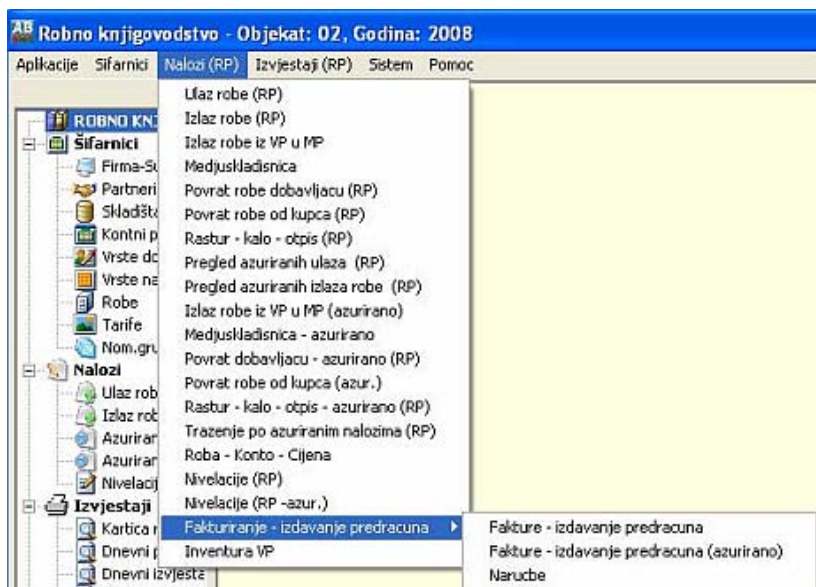 Robno knjigovodstvo - Objekat: 02, Godina: 2008
Aplikacije Sifarnici Nalozi (RP) Izvjestaji (RP) Sistem Pomoc
Ulaz robe (RP)
Izlaz robe (RP)
Izlaz robe iz VP u MP
Medjuskladisnica
Povrat robe dobavljacu (RP)
Povrat robe od kupca (RP)
Rastur - kalo - otpis (RP)
Pregled azuriranih ulaza (RP)
Pregled azuriranih izlaza robe (RP)
Izlaz robe iz VP u MP (azurirano)
Medjuskladisnica - azurirano
Povrat dobavljacu - azurirano (RP)
Povrat robe od kupca (azur.)
Rastur - kalo - otpis - azurirano (RP)
Trazenje po azuriranim nalozima (RP)
Roba - Konto - Cijena
Nivelacije (RP)
Nivelacije (RP -azur.)
Fakturiranje - izdavanje predracuna
Inventura VP
Fakture - izdavanje predracuna
Fakture - izdavanje predracuna (azurirano)
Narucbe
ROBNO KN
Šifarnici
Firma-Su
Partneri
Skladišta
Kontni p
Vrste do
Vrste na
Robe
Tarife
Nom.gru
Nalozi
Ulaz rob
Izlaz rob
Azurirar
Azurirar
Nivelacij
Izvjestaji
Kartica r
Dnevni p
Dnevni izvjesta